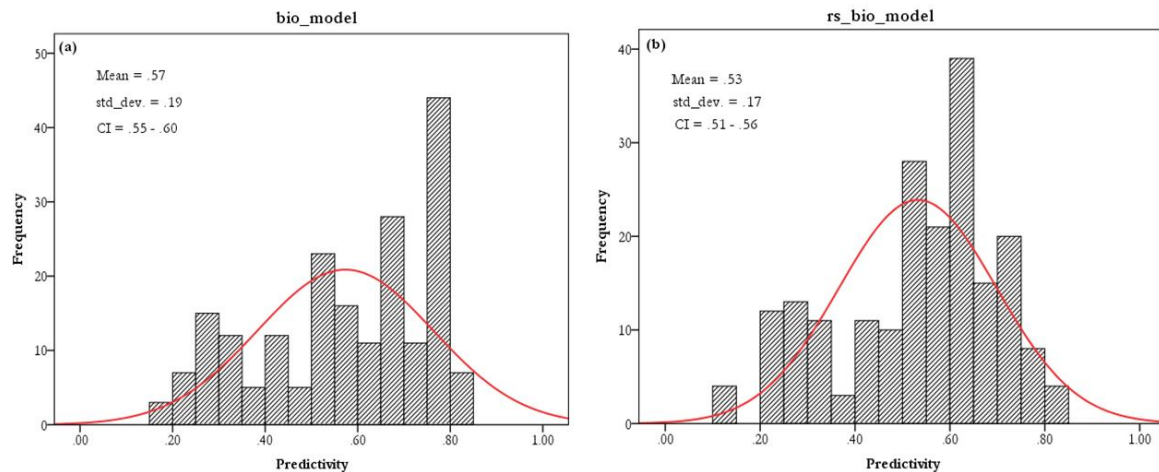 bio_model
(a)
Mean = .57
std_dev. = .19
CI = .55 - .60
50
40
30
20
10
0
Frequency
.00 .20 .40 .60 .80 1.00
Predictivity
rs_bio_model
(b)
Mean = .53
std_dev. = .17
CI = .51 - .56
40
30
20
10
0
Frequency
.00 .20 .40 .60 .80 1.00
Predictivity